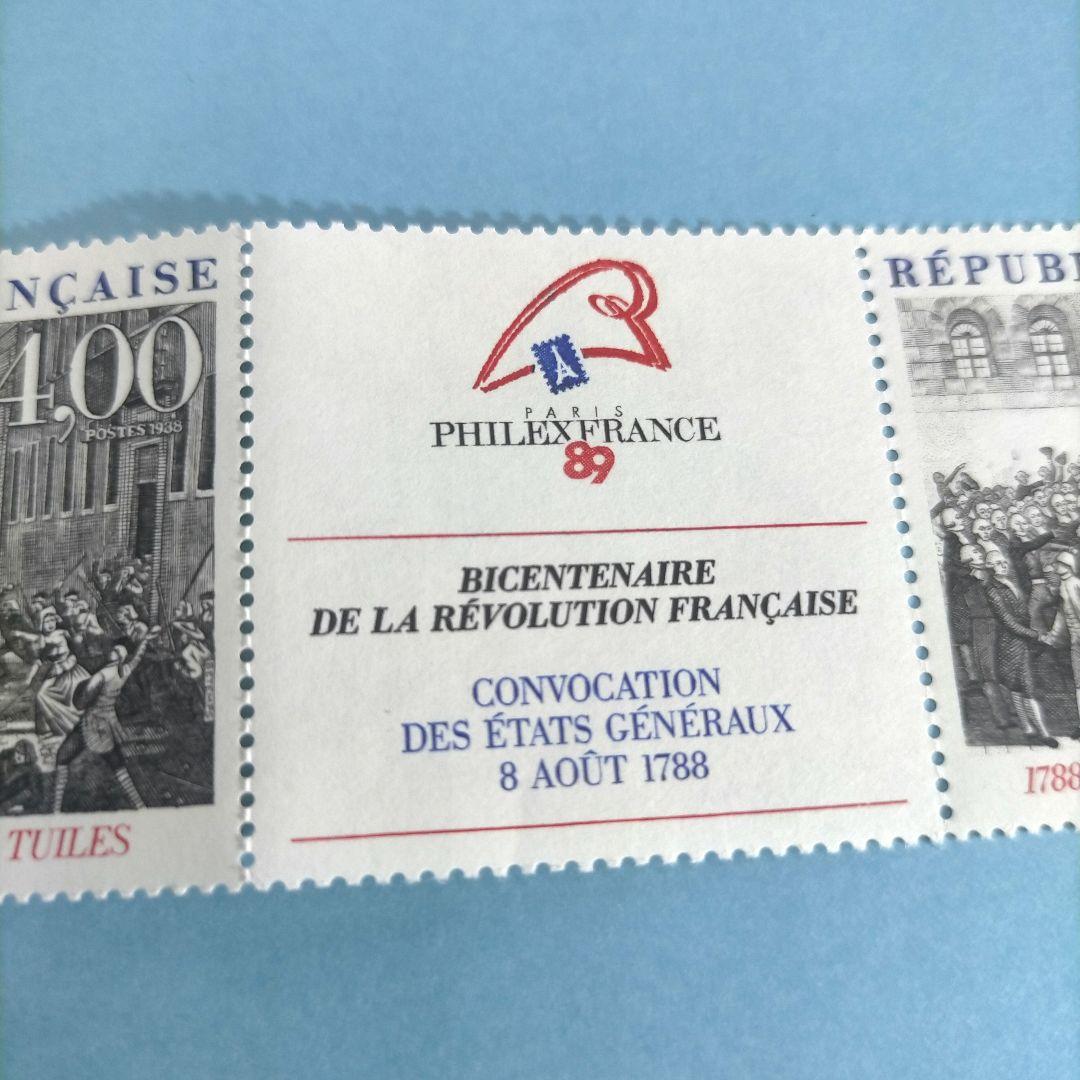 NÇAISE
4,00
POSTES 1988
TUILES
A
PARIS
PHILEXFRANCE
89
BICENTENAIRE
DE LA RÉVOLUTION FRANÇAISE
CONVOCATION
DES ÉTATS GÉNÉRAUX
8 AOÛT 1788
RÉPUB
1788